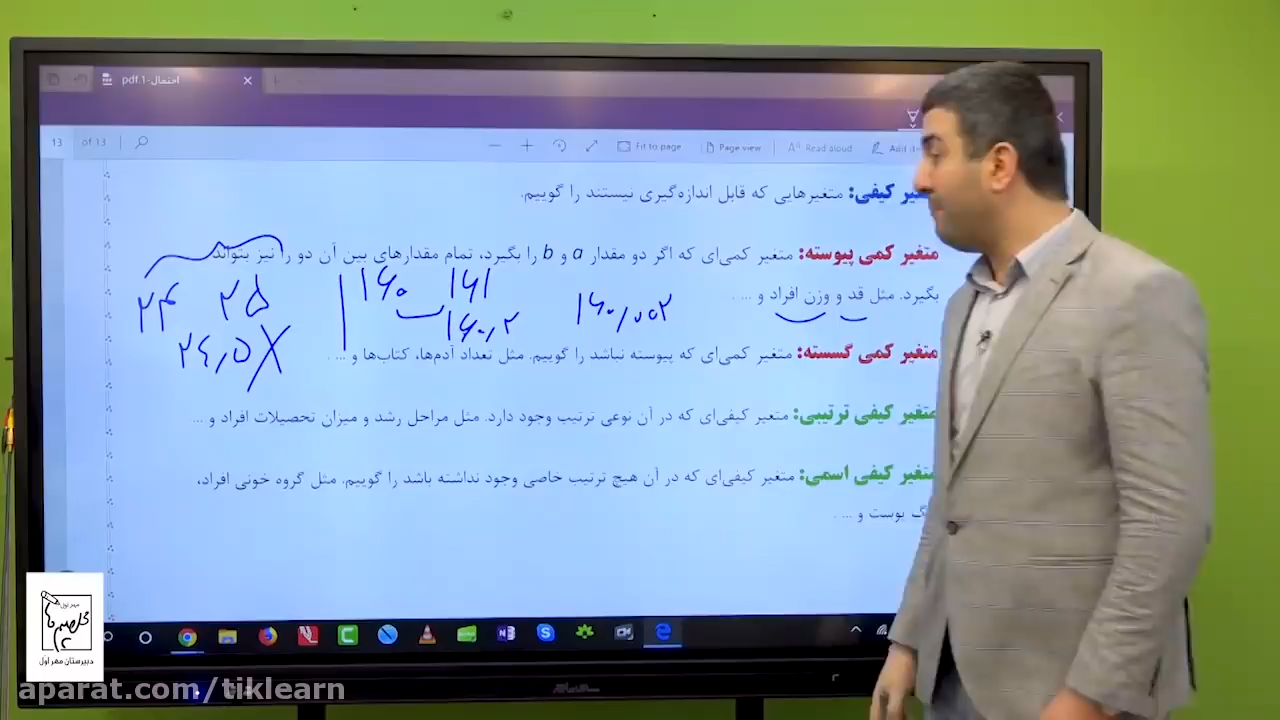 احتمال-1 pdf
13 of 13
Fit to page
Page view
Read aloud
متغیرهایی که قابل اندازه‌گیری نیستند را گوییم. کیفی:
متغیر کمی پیوسته: متغیر کمی‌ای که اگر دو مقدار a و b را بگیرد، تمام مقدارهای بین آن دو را نیز بتواند
بگیرد. مثل قد و وزن افراد و ... .
۲۴ ۲۵ ۱۶۰ ۱۶۱
۲۴٫۵ ۱۶۰٫۲ ۱۶۰٫۰۰۲
متغیر کمی گسسته: متغیر کمی‌ای که پیوسته نباشد را گوییم. مثل تعداد آدم‌ها، کتاب‌ها و ... .
متغیر کیفی ترتیبی: متغیر کیفی‌ای که در آن نوعی ترتیب وجود دارد. مثل مراحل رشد و میزان تحصیلات افراد و ...
متغیر کیفی اسمی: متغیر کیفی‌ای که در آن هیچ ترتیب خاصی وجود نداشته باشد را گوییم. مثل گروه خونی افراد،
پوست و ... .
مهر اول
دبیرستان مهر اول
aparat.com/tiklearn